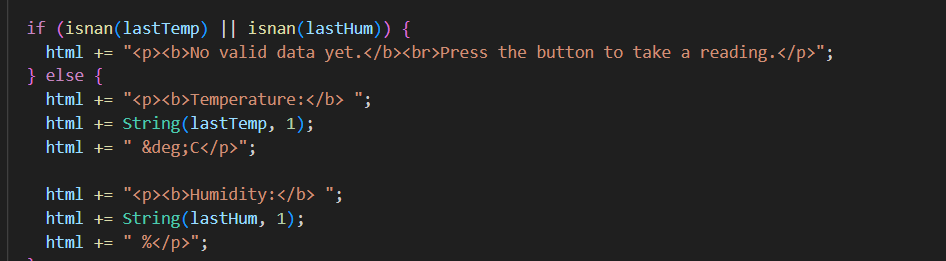 if (isnan(lastTemp) || isnan(lastHum)) {
  html += "<p><b>No valid data yet.</b><br>Press the button to take a reading.</p>";
} else {
  html += "<p><b>Temperature:</b> ";
  html += String(lastTemp, 1);
  html += " &deg;C</p>";

  html += "<p><b>Humidity:</b> ";
  html += String(lastHum, 1);
  html += " %</p>";